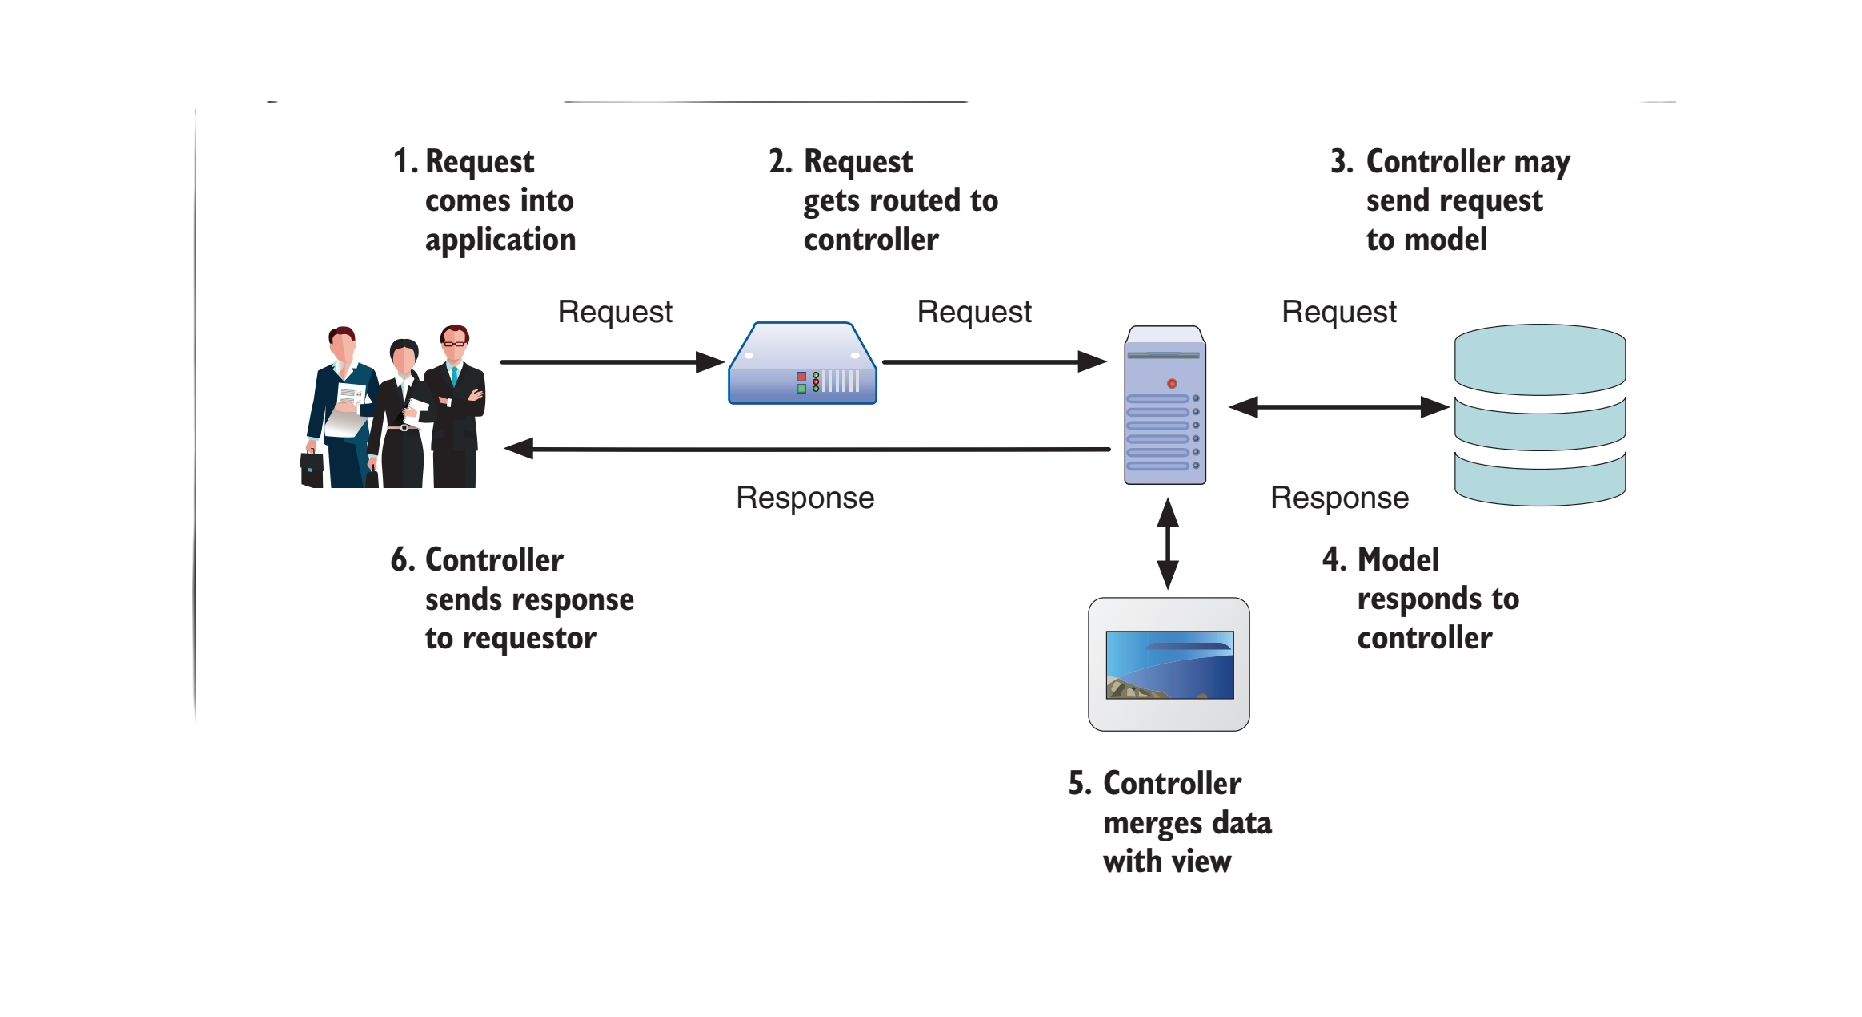 1. Request
comes into
application
2. Request
gets routed to
controller
3. Controller may
send request
to model
Request
Request
Request
Response
Response
6. Controller
sends response
to requestor
4. Model
responds to
controller
5. Controller
merges data
with view